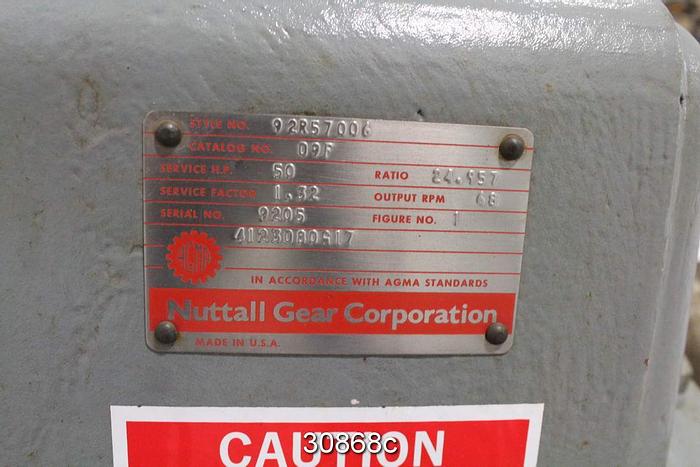 STYLE NO. 92R57006
CATALOG NO. 09F
SERVICE H.P. 50 RATIO 24.957
SERVICE FACTOR 1.32 OUTPUT RPM 68
SERIAL NO. 9205 FIGURE NO. 1
AGMA
IN ACCORDANCE WITH AGMA STANDARDS
Nuttall Gear Corporation
MADE IN U.S.A.
CAUTION
30868c